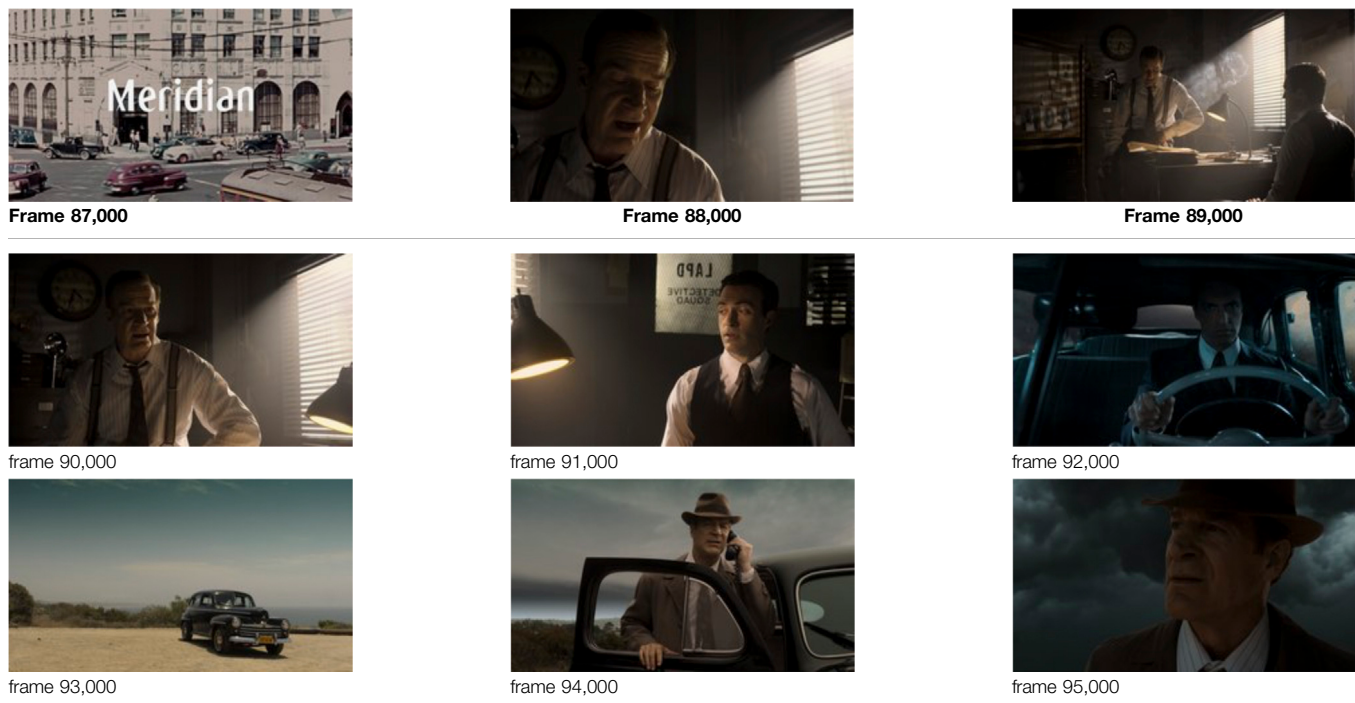 Meridian
Frame 87,000
Frame 88,000
Frame 89,000
LAPD
DETECTIVE
SQUAD
frame 90,000
frame 91,000
frame 92,000
frame 93,000
frame 94,000
frame 95,000